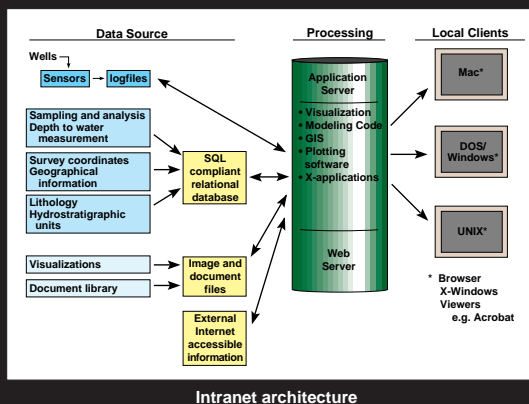 Data Source
Processing
Local Clients
Wells
Sensors
logfiles
Sampling and analysis
Depth to water
measurement
Survey coordinates
Geographical
information
Lithology
Hydrostratigraphic
units
SQL
compliant
relational
database
Visualizations
Document library
Image and
document
files
External
Internet
accessible
information
Application
Server
• Visualization
• Modeling Code
• GIS
• Plotting
software
• X-applications
Web
Server
Mac*
DOS/
Windows*
UNIX*
* Browser
X-Windows
Viewers
e.g. Acrobat
Intranet architecture